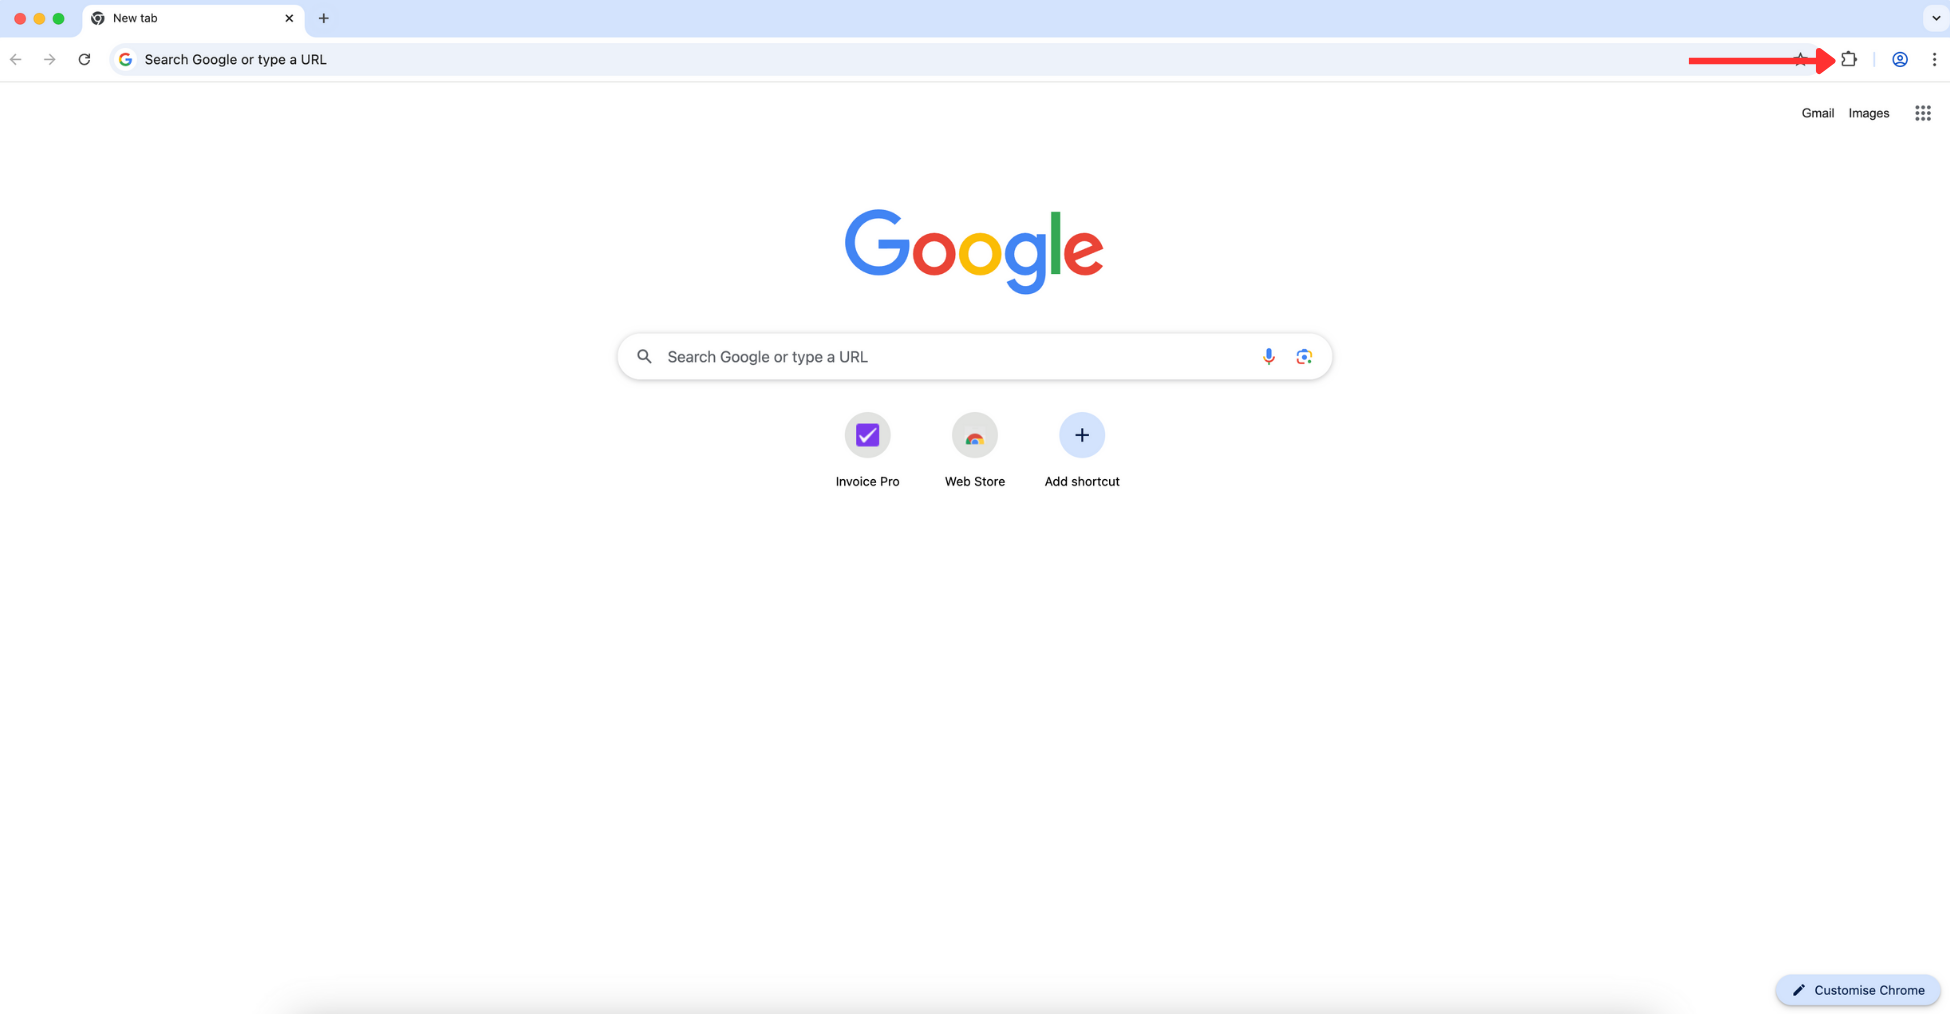 New tab
Search Google or type a URL
Gmail Images
Google
Search Google or type a URL
Invoice Pro Web Store Add shortcut
Customise Chrome